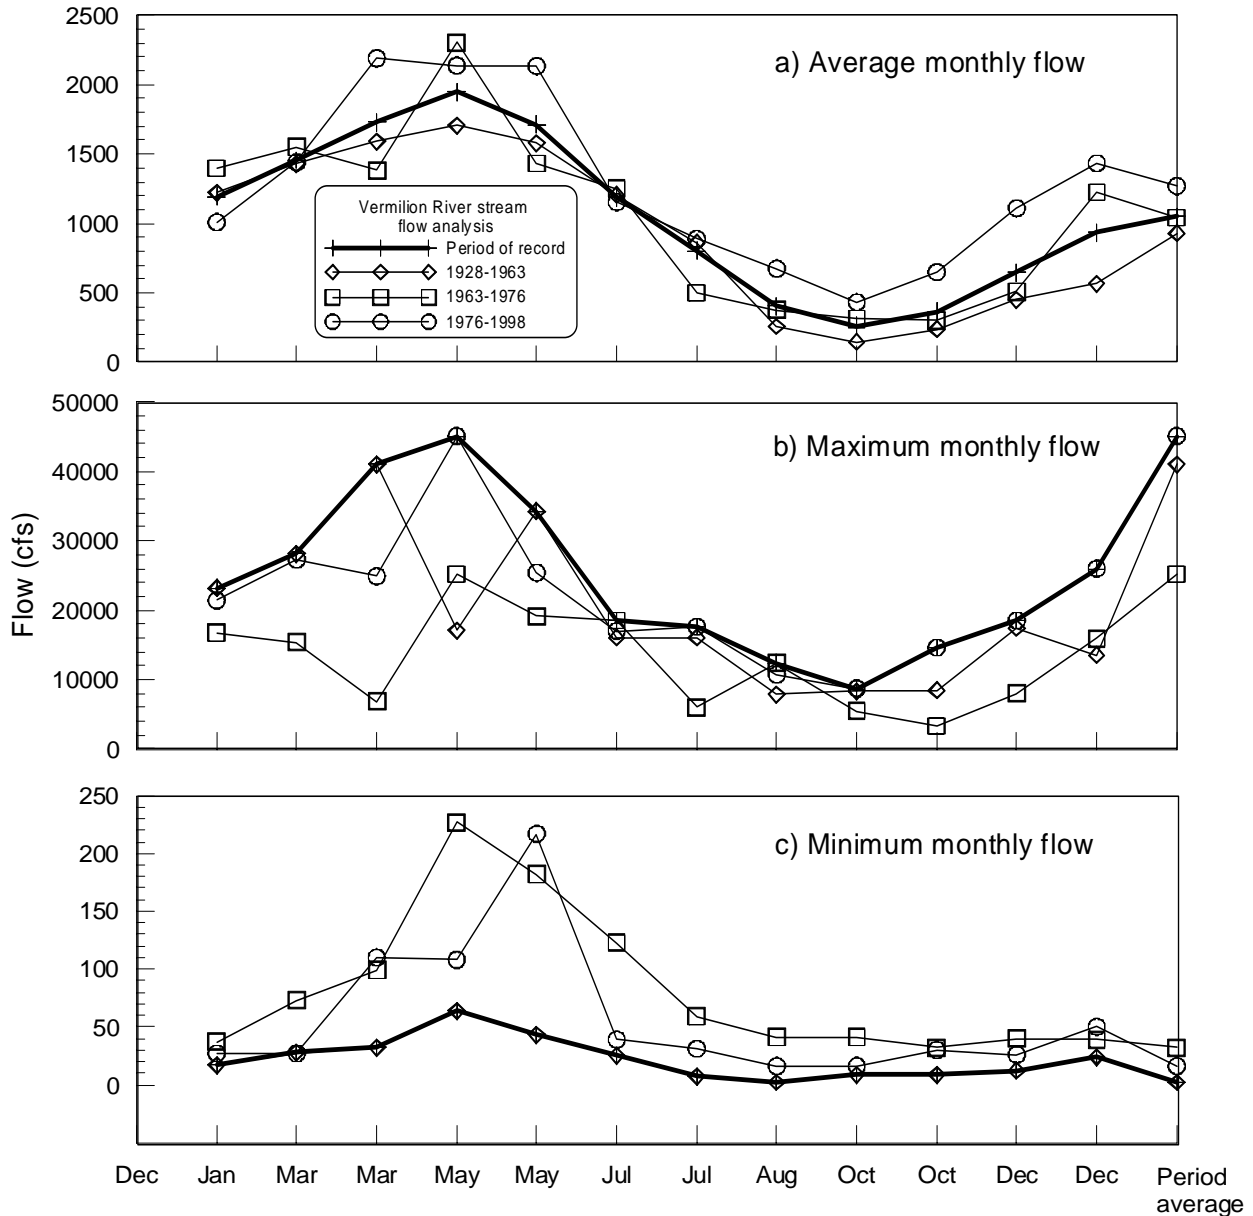 2500
2000
1500
1000
500
0
a) Average monthly flow
Vermilion River stream
flow analysis
Period of record
1928-1963
1963-1976
1976-1998
50000
40000
30000
20000
10000
0
b) Maximum monthly flow
Flow (cfs)
250
200
150
100
50
0
c) Minimum monthly flow
Dec Jan Mar Mar May May Jul Jul Aug Oct Oct Dec Dec Period
average